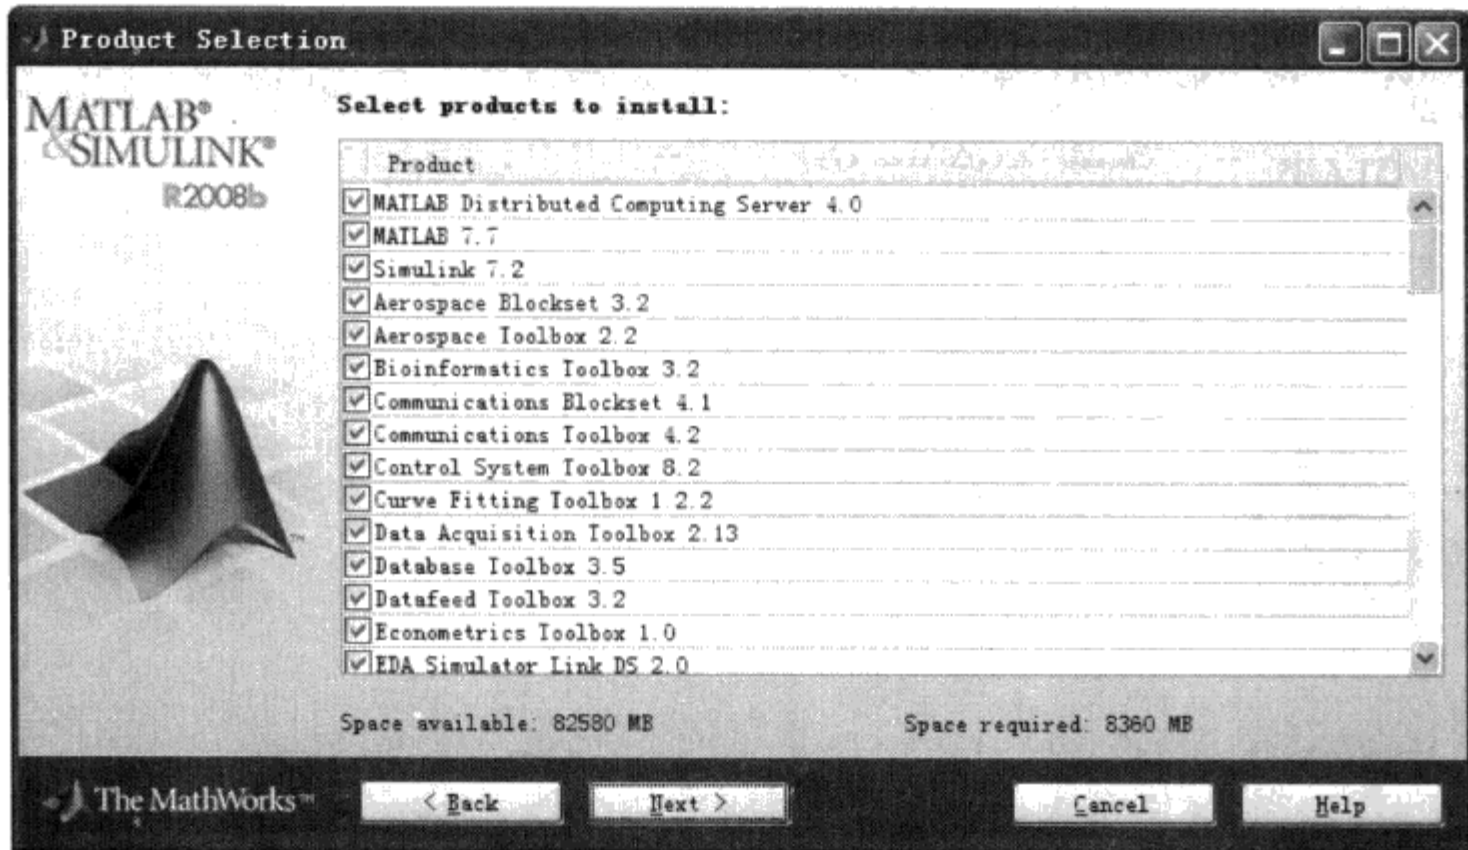 Product Selection
MATLAB®
&SIMULINK®
R2008b
Select products to install:
Product
MATLAB Distributed Computing Server 4.0
MATLAB 7.7
Simulink 7.2
Aerospace Blockset 3.2
Aerospace Toolbox 2.2
Bioinformatics Toolbox 3.2
Communications Blockset 4.1
Communications Toolbox 4.2
Control System Toolbox 8.2
Curve Fitting Toolbox 1.2.2
Data Acquisition Toolbox 2.13
Database Toolbox 3.5
Datafeed Toolbox 3.2
Econometrics Toolbox 1.0
EDA Simulator Link DS 2.0
Space available: 82580 MB
Space required: 8360 MB
The MathWorks™
< Back
Next >
Cancel
Help